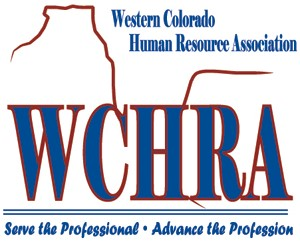 Western Colorado
Human Resource Association
WCHRA
Serve the Professional • Advance the Profession